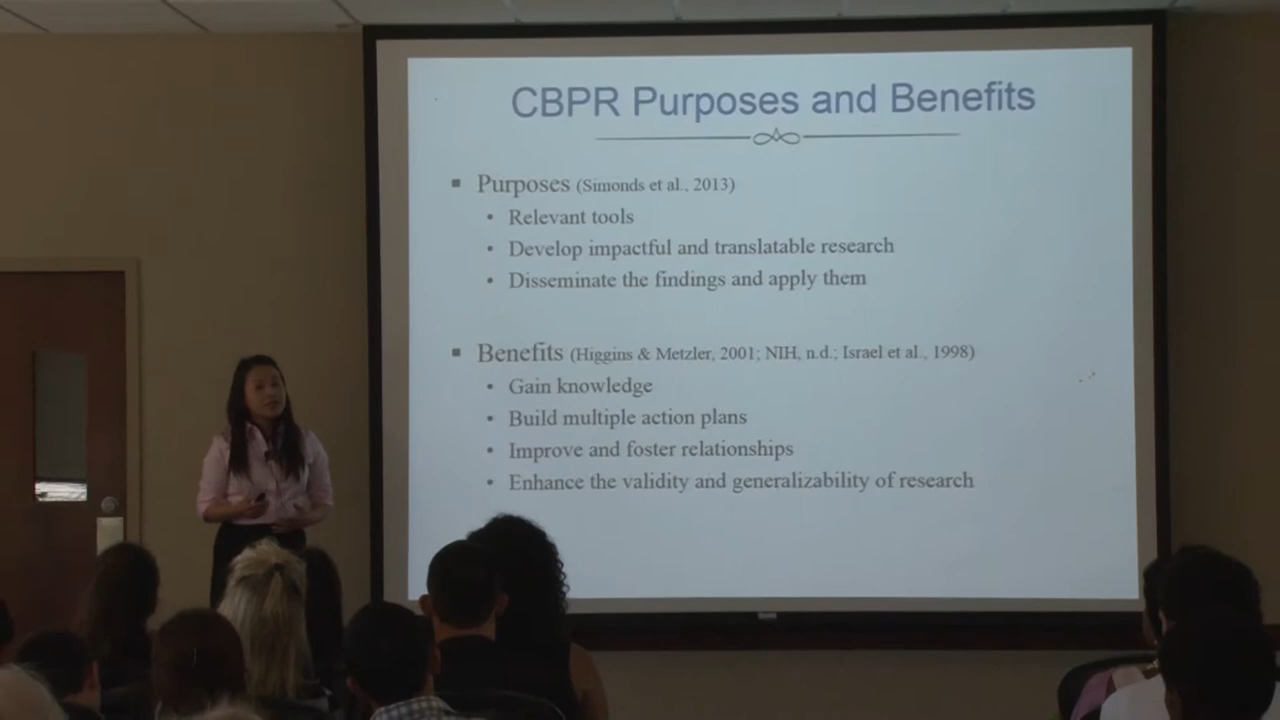 CBPR Purposes and Benefits
▪ Purposes (Simonds et al., 2013)
• Relevant tools
• Develop impactful and translatable research
• Disseminate the findings and apply them
▪ Benefits (Higgins & Metzler, 2001; NIH, n.d.; Israel et al., 1998)
• Gain knowledge
• Build multiple action plans
• Improve and foster relationships
• Enhance the validity and generalizability of research